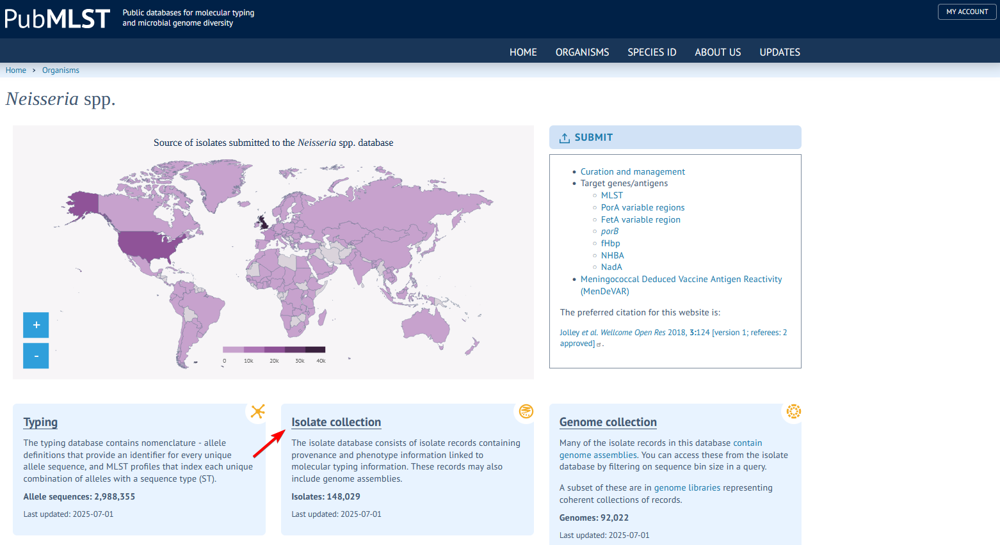 PubMLST
Public databases for molecular typing
and microbial genome diversity
MY ACCOUNT
HOME ORGANISMS SPECIES ID ABOUT US UPDATES
Home › Organisms
Neisseria spp.
Source of isolates submitted to the Neisseria spp. database
+
-
0 10k 20k 30k 40k
SUBMIT
• Curation and management
• Target genes/antigens
○ MLST
○ PorA variable regions
○ FetA variable region
○ porB
○ fHbp
○ NHBA
○ NadA
• Meningococcal Deduced Vaccine Antigen Reactivity
(MenDeVAR)
The preferred citation for this website is:
Jolley et al. Wellcome Open Res 2018, 3:124 [version 1; referees: 2
approved].
Typing
The typing database contains nomenclature - allele
definitions that provide an identifier for every unique
allele sequence, and MLST profiles that index each unique
combination of alleles with a sequence type (ST).
Allele sequences: 2,988,355
Last updated: 2025-07-01
Isolate collection
The isolate database consists of isolate records containing
provenance and phenotype information linked to
molecular typing information. These records may also
include genome assemblies.
Isolates: 148,029
Last updated: 2025-07-01
Genome collection
Many of the isolate records in this database contain
genome assemblies. You can access these from the isolate
database by filtering on sequence bin size in a query.
A subset of these are in genome libraries representing
coherent collections of records.
Genomes: 92,022
Last updated: 2025-07-01